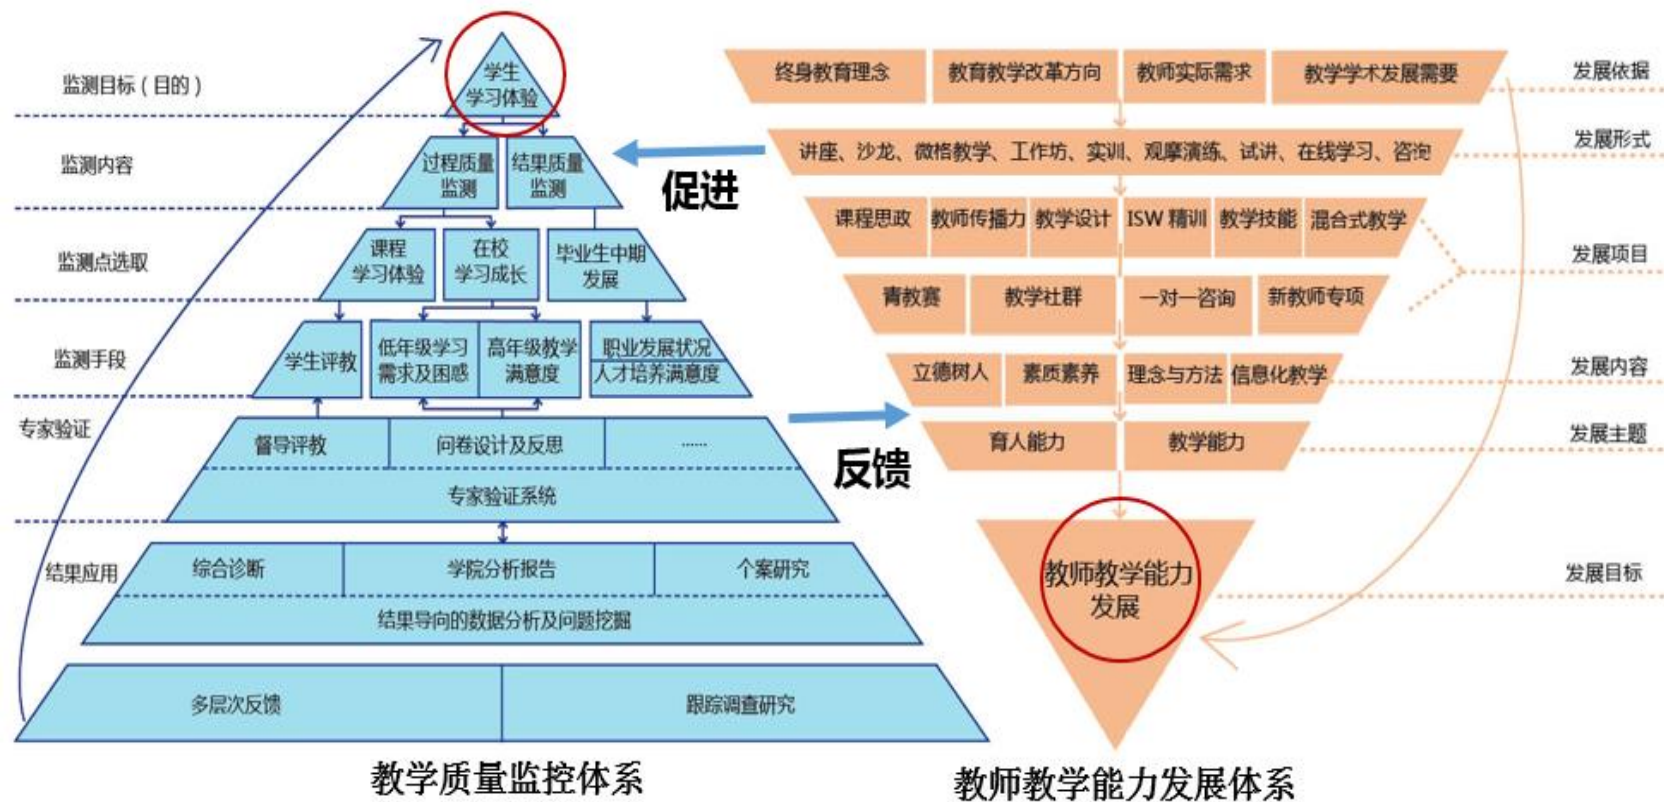 监测目标（目的）
学生
学习体验
监测内容
过程质量
监测
结果质量
监测
监测点选取
课程
学习体验
在校
学习成长
毕业生中期
发展
监测手段
学生评教
低年级学习
需求及困惑
高年级教学
满意度
职业发展状况
人才培养满意度
专家验证
督导评教
问卷设计及反思
……
专家验证系统
结果应用
综合诊断
学院分析报告
个案研究
结果导向的数据分析及问题挖掘
多层次反馈
跟踪调查研究
教学质量监控体系
促进
反馈
终身教育理念
教育教学改革方向
教师实际需求
教学学术发展需要
发展依据
讲座、沙龙、微格教学、工作坊、实训、观摩演练、试讲、在线学习、咨询
发展形式
课程思政
教师传播力
教学设计
ISW 精训
教学技能
混合式教学
发展项目
青教赛
教学社群
一对一咨询
新教师专项
立德树人
素质素养
理念与方法
信息化教学
发展内容
育人能力
教学能力
发展主题
教师教学能力
发展
发展目标
教师教学能力发展体系